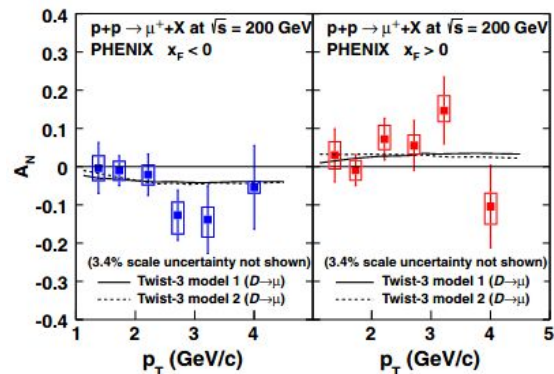 p+p → μ⁺+X at √s = 200 GeV
PHENIX x_F < 0
p+p → μ⁺+X at √s = 200 GeV
PHENIX x_F > 0
A_N
0.4
0.3
0.2
0.1
0
-0.1
-0.2
-0.3
-0.4
(3.4% scale uncertainty not shown)
Twist-3 model 1 (D→μ)
Twist-3 model 2 (D→μ)
(3.4% scale uncertainty not shown)
Twist-3 model 1 (D→μ)
Twist-3 model 2 (D→μ)
1 2 3 4 2 3 4 5
p_T (GeV/c) p_T (GeV/c)